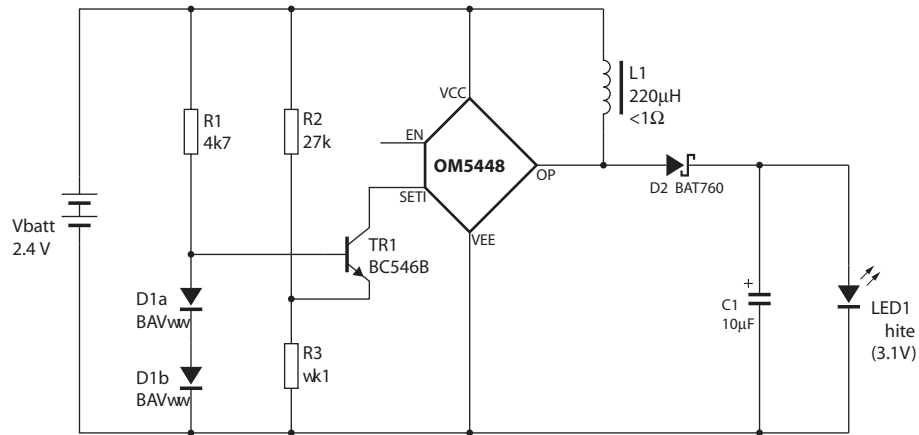 Vbatt
2.4 V
R1
4k7
R2
27k
D1a
BAVww
D1b
BAVww
R3
wk1
TR1
BC546B
VCC
EN
OM5448
SETI
OP
VEE
L1
220μH
<1Ω
D2 BAT760
+
C1
10μF
LED1
hite
(3.1V)